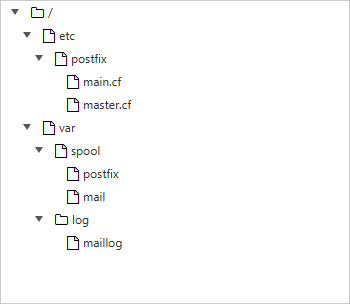 /
etc
postfix
main.cf
master.cf
var
spool
postfix
mail
log
maillog